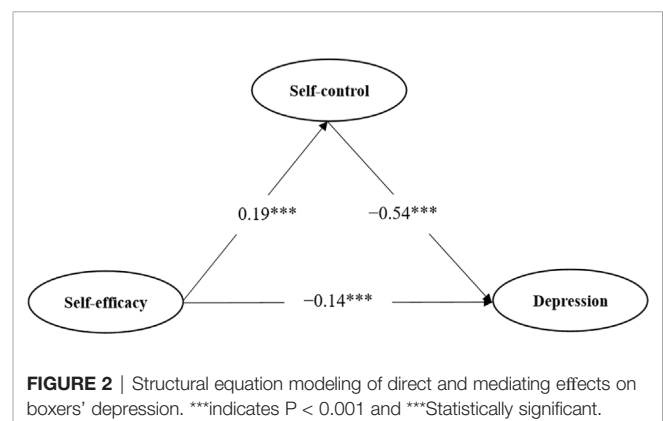 Self-control
0.19***
−0.54***
Self-efficacy
−0.14***
Depression
FIGURE 2 | Structural equation modeling of direct and mediating effects on
boxers’ depression. ***indicates P < 0.001 and ***Statistically significant.